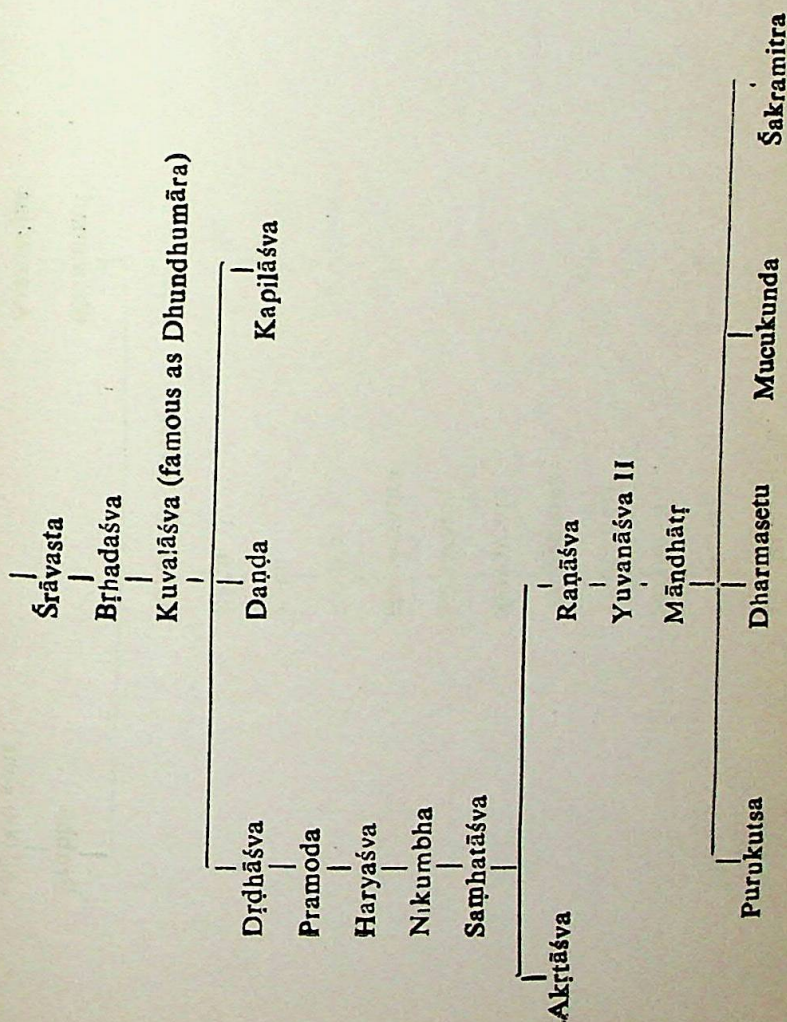 Śrāvasta
Bṛhadaśva
Kuvalāśva (famous as Dhundhumāra)
Dṛḍhāśva Daṇḍa Kapilāśva
Pramoda
Haryaśva
Nikumbha
Saṃhatāśva
Akṛtāśva Raṇāśva
Yuvanāśva II
Māndhātṛ
Purukutsa Dharmasetu Mucukunda Śakramitra